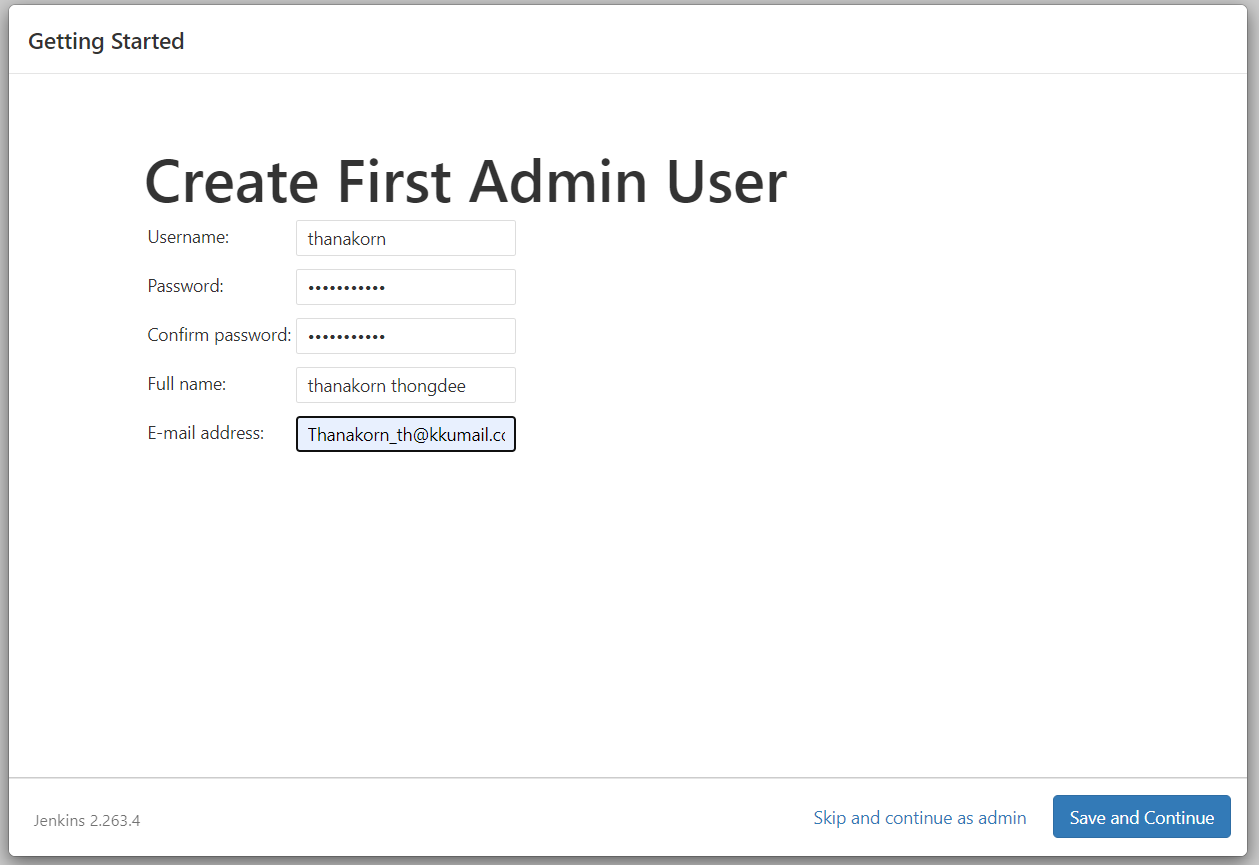 Getting Started
Create First Admin User
Username: thanakorn
Password: •••••••••••
Confirm password: •••••••••••
Full name: thanakorn thongdee
E-mail address: Thanakorn_th@kkumail.co
Jenkins 2.263.4 Skip and continue as admin Save and Continue